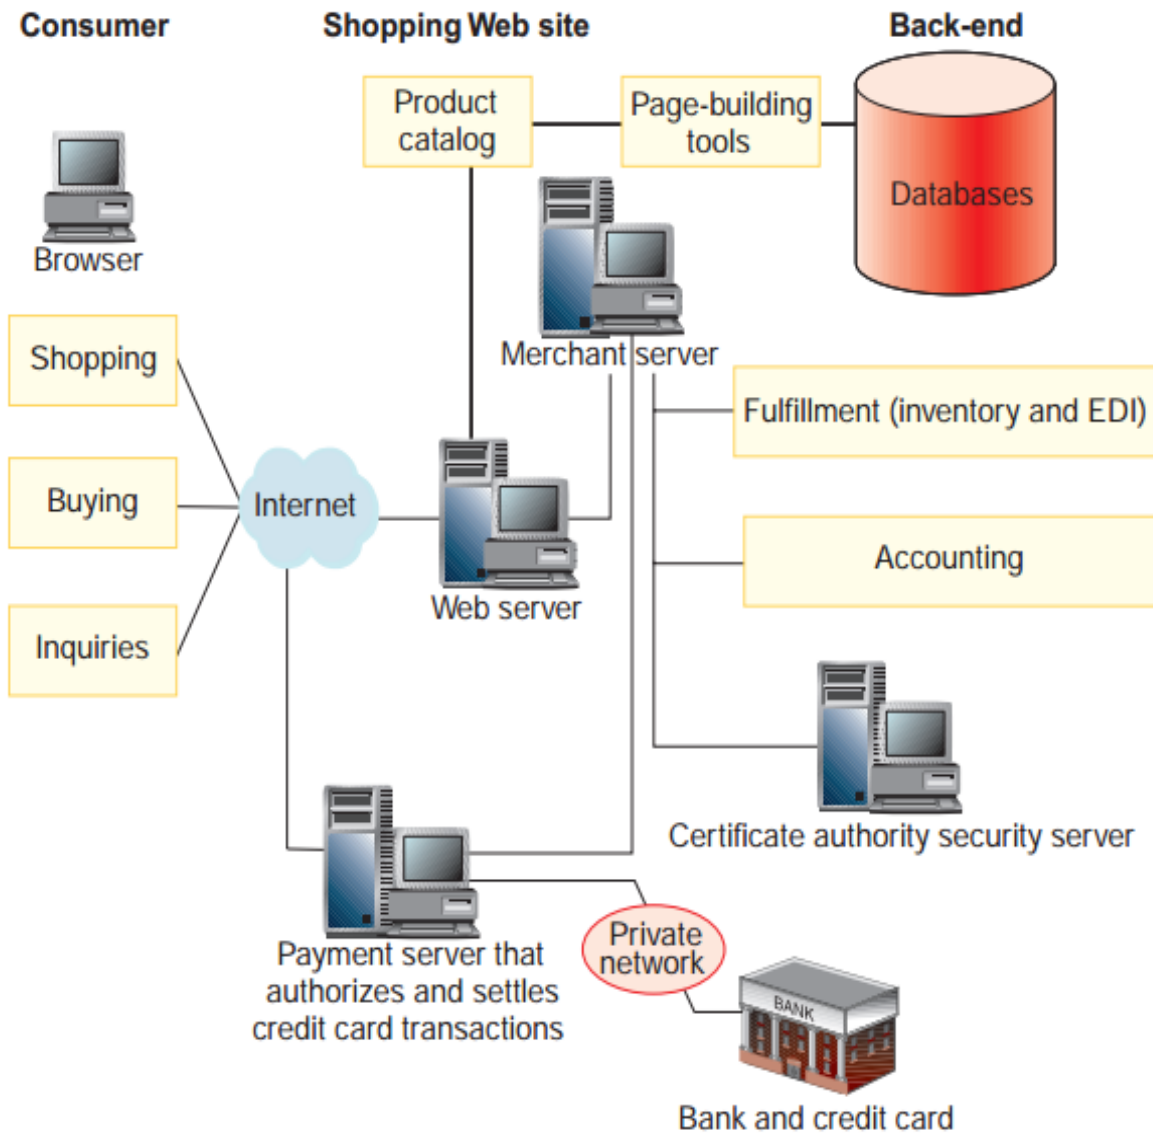 Consumer
Shopping Web site
Back-end
Product
catalog
Page-building
tools
Databases
Browser
Merchant server
Shopping
Fulfillment (inventory and EDI)
Buying
Internet
Accounting
Web server
Inquiries
Certificate authority security server
Payment server that
authorizes and settles
credit card transactions
Private
network
BANK
Bank and credit card